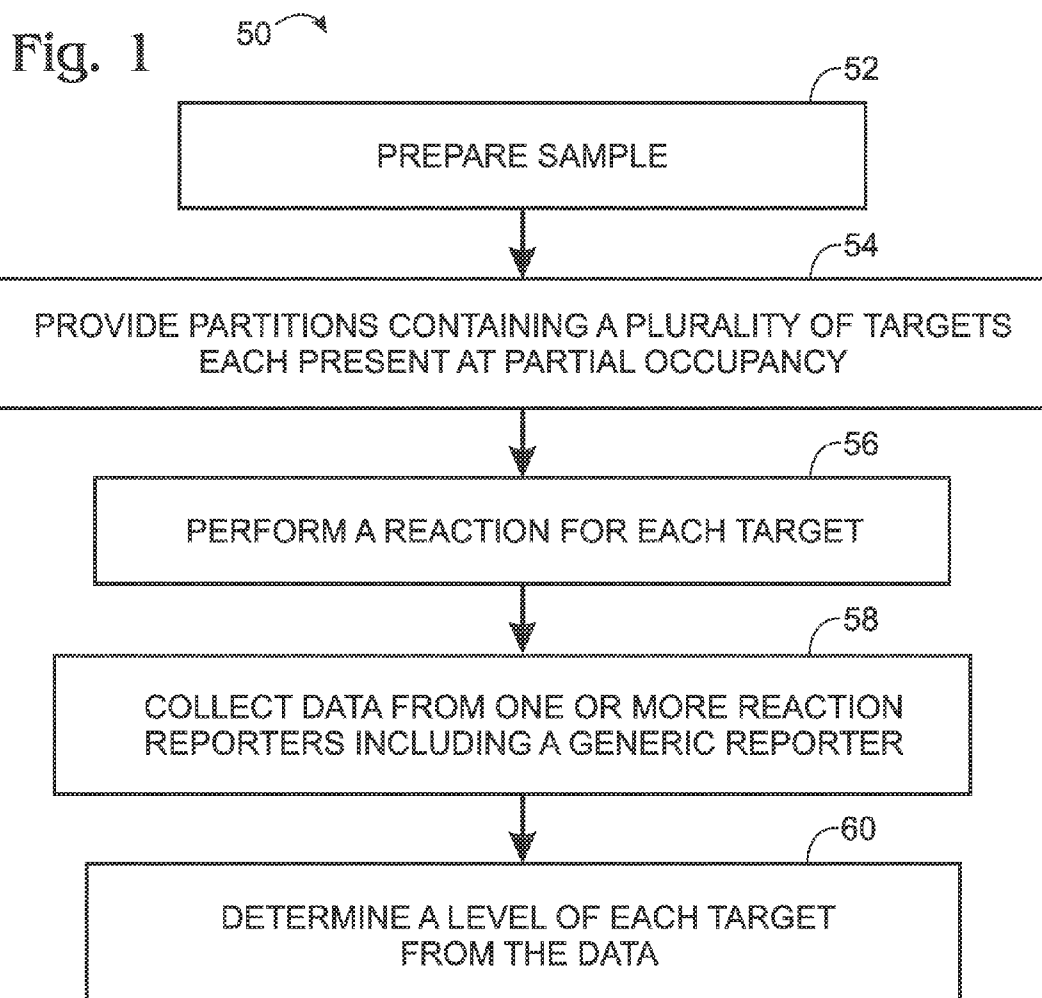 Fig. 1
50
52
PREPARE SAMPLE
54
PROVIDE PARTITIONS CONTAINING A PLURALITY OF TARGETS
EACH PRESENT AT PARTIAL OCCUPANCY
56
PERFORM A REACTION FOR EACH TARGET
58
COLLECT DATA FROM ONE OR MORE REACTION
REPORTERS INCLUDING A GENERIC REPORTER
60
DETERMINE A LEVEL OF EACH TARGET
FROM THE DATA